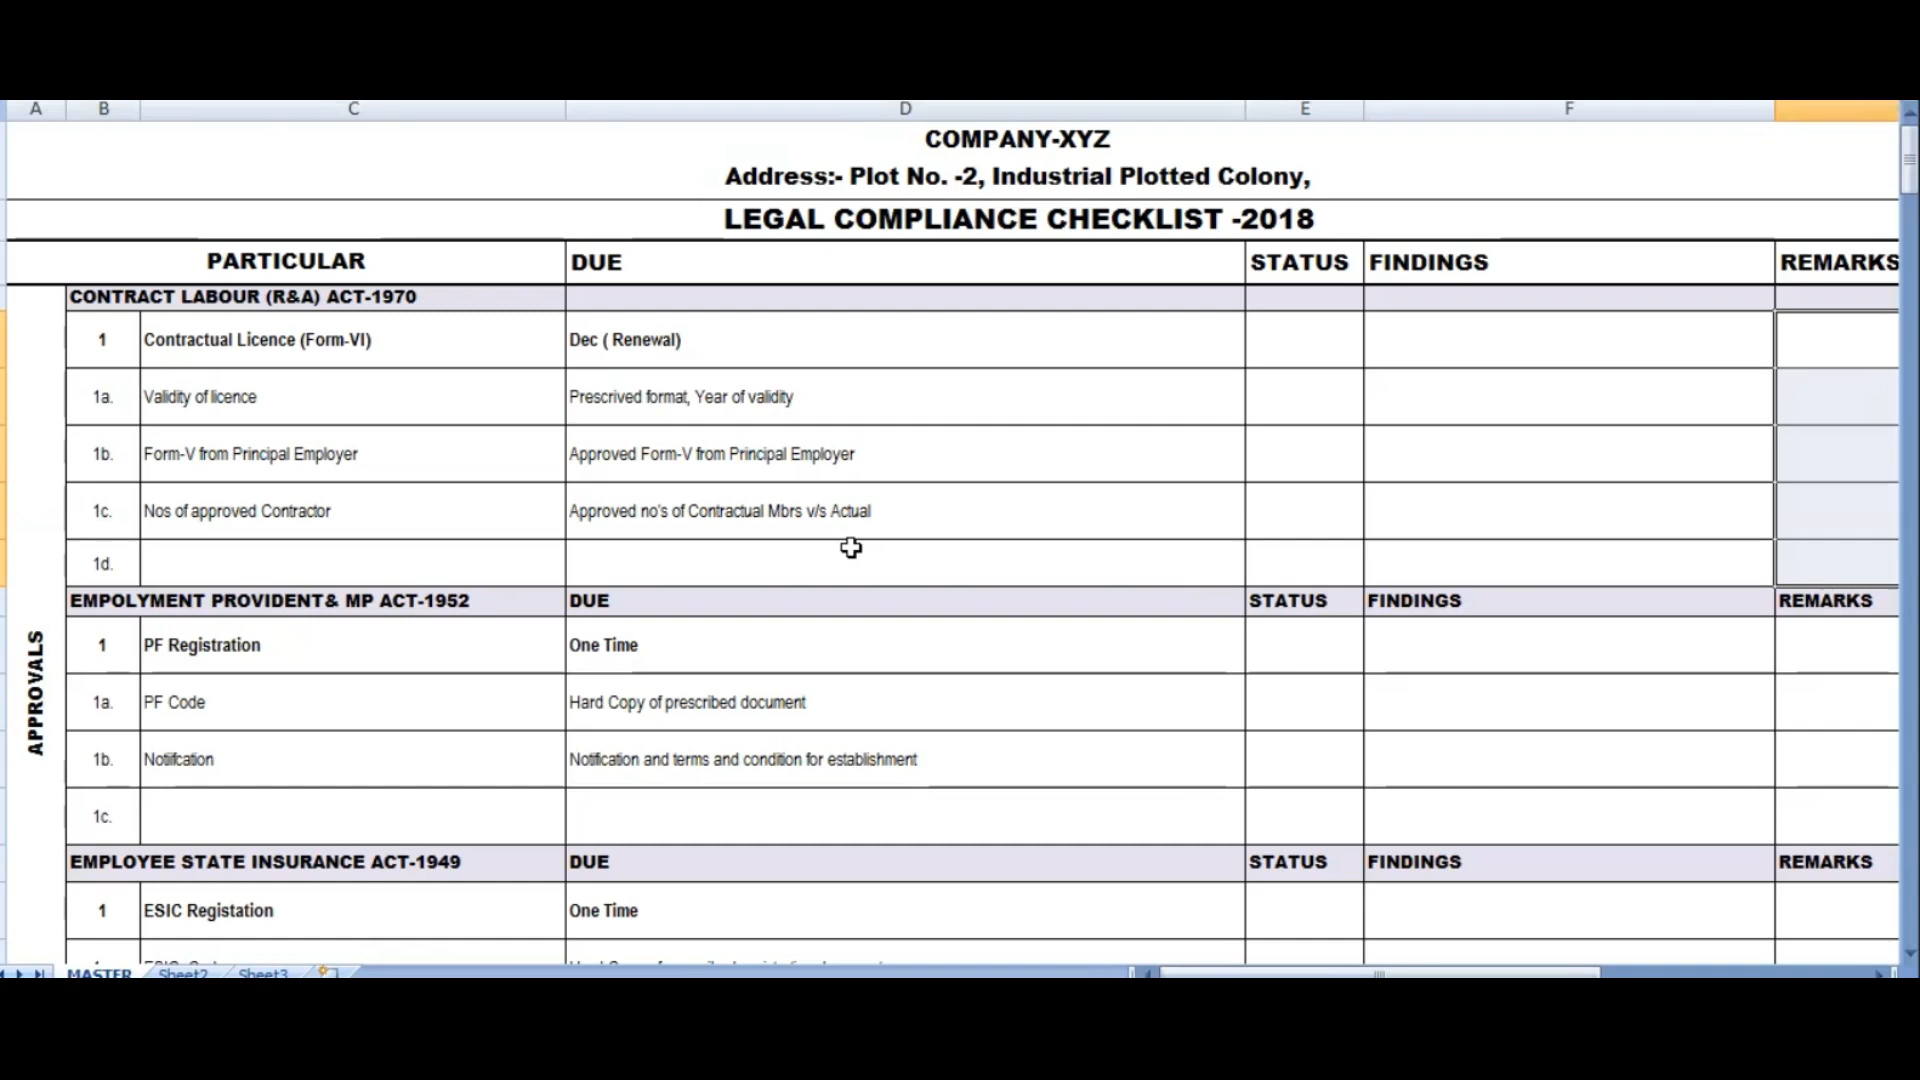 A B C D E F
COMPANY-XYZ
Address:- Plot No. -2, Industrial Plotted Colony,
LEGAL COMPLIANCE CHECKLIST -2018
PARTICULAR DUE STATUS FINDINGS REMARKS
CONTRACT LABOUR (R&A) ACT-1970
1 Contractual Licence (Form-VI) Dec ( Renewal)
1a. Validity of licence Prescrived format, Year of validity
1b. Form-V from Principal Employer Approved Form-V from Principal Employer
1c. Nos of approved Contractor Approved no's of Contractual Mbrs v/s Actual
1d.
EMPOLYMENT PROVIDENT& MP ACT-1952 DUE STATUS FINDINGS REMARKS
1 PF Registration One Time
1a. PF Code Hard Copy of prescribed document
1b. Notifcation Notification and terms and condition for establishment
1c.
APPROVALS
EMPLOYEE STATE INSURANCE ACT-1949 DUE STATUS FINDINGS REMARKS
1 ESIC Registation One Time
MASTER Sheet2 Sheet3